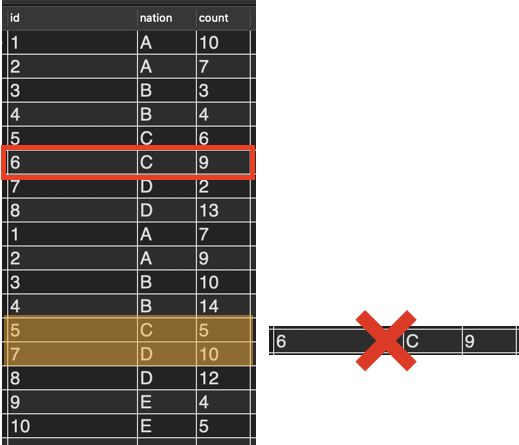 id nation count
1 A 10
2 A 7
3 B 3
4 B 4
5 C 6
6 C 9
7 D 2
8 D 13
1 A 7
2 A 9
3 B 10
4 B 14
5 C 5
7 D 10
8 D 12
9 E 4
10 E 5
6 C 9